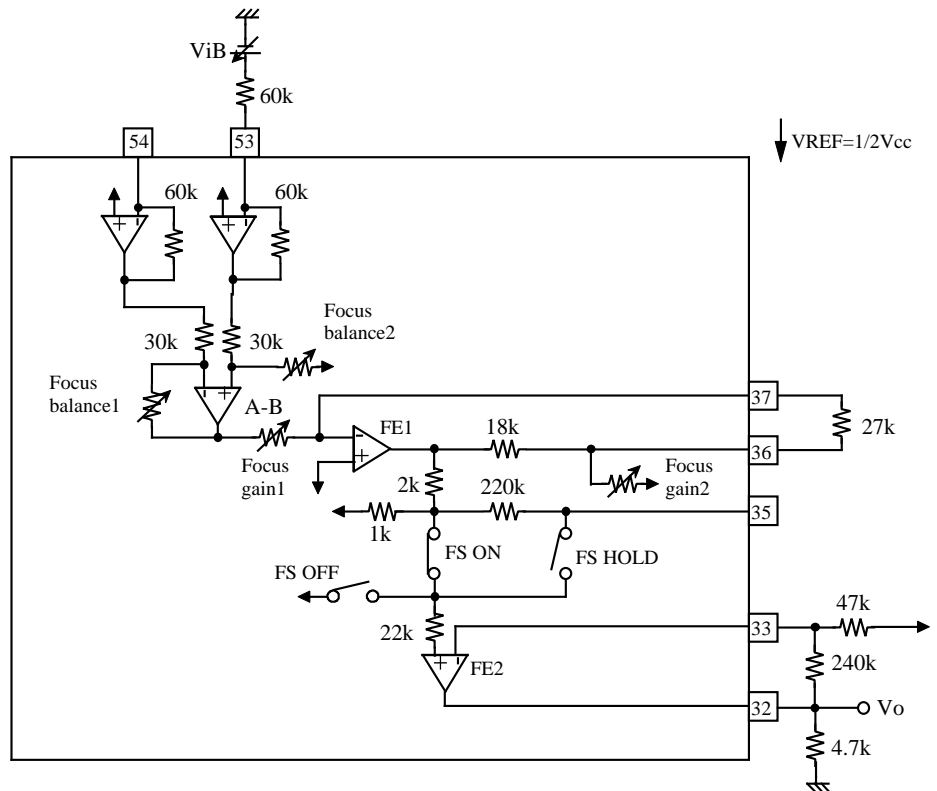 ViB
60k
54
53
VREF=1/2Vcc
60k
60k
+
-
+
-
Focus
balance2
30k
30k
Focus
balance1
-
+
A-B
37
FE1
18k
27k
-
+
36
Focus
gain1
Focus
gain2
2k
220k
35
1k
FS ON
FS HOLD
FS OFF
47k
22k
33
+
-
FE2
240k
32
Vo
4.7k